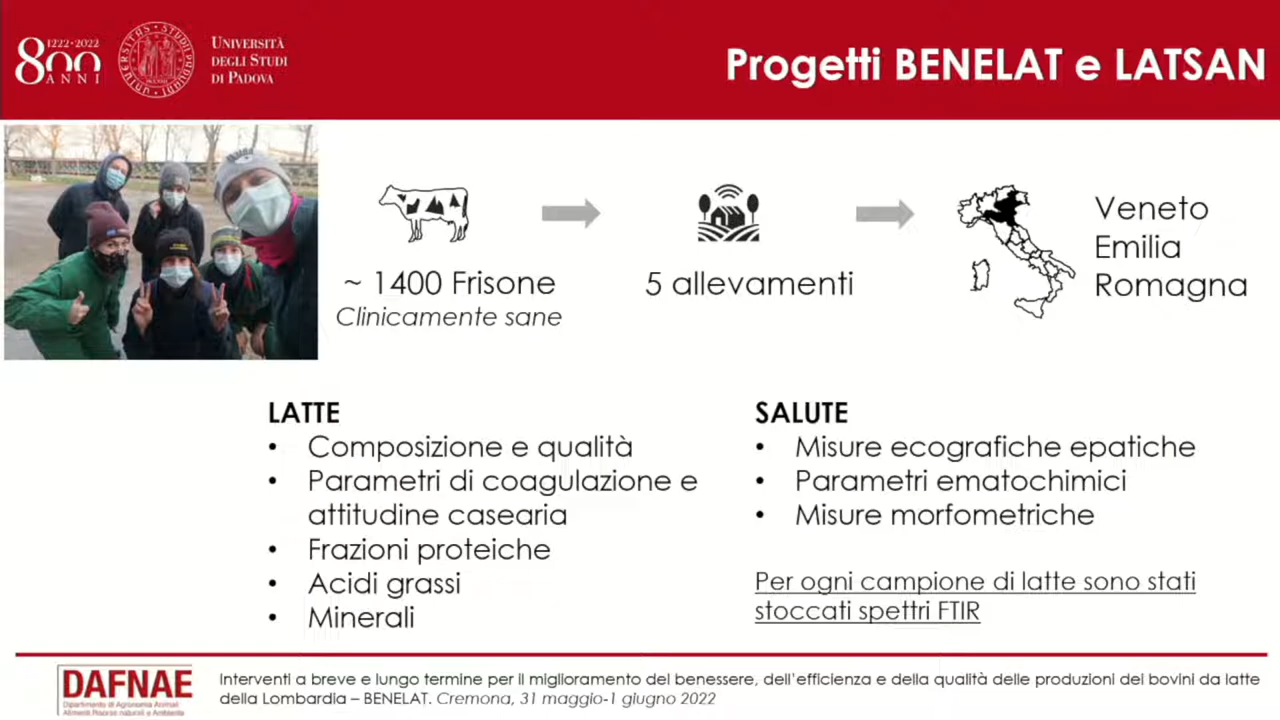 1222·2022
800
ANNI
UNIVERSITÀ
DEGLI STUDI
DI PADOVA
Progetti BENELAT e LATSAN
~ 1400 Frisone
Clinicamente sane
5 allevamenti
Veneto
Emilia
Romagna
LATTE
• Composizione e qualità
• Parametri di coagulazione e
attitudine casearia
• Frazioni proteiche
• Acidi grassi
• Minerali
SALUTE
• Misure ecografiche epatiche
• Parametri ematochimici
• Misure morfometriche
Per ogni campione di latte sono stati
stoccati spettri FTIR
DAFNAE
Dipartimento di Agronomia Animali
Alimenti Risorse naturali e Ambiente
Interventi a breve e lungo termine per il miglioramento del benessere, dell'efficienza e della qualità delle produzioni dei bovini da latte
della Lombardia – BENELAT. Cremona, 31 maggio-1 giugno 2022